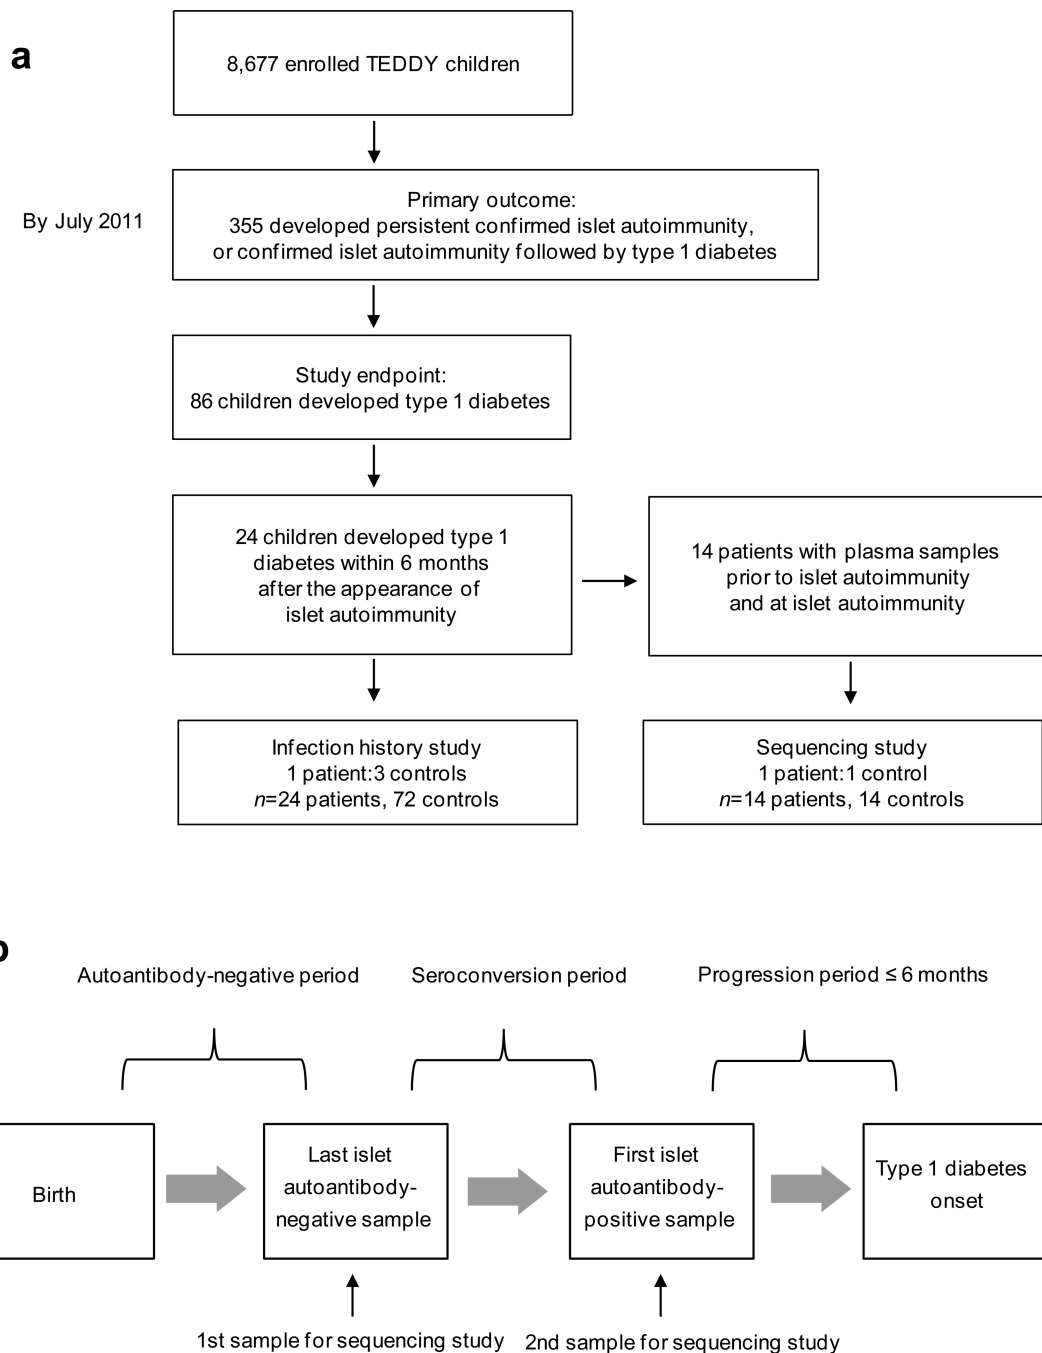 a
8,677 enrolled TEDDY children
By July 2011
Primary outcome:
355 developed persistent confirmed islet autoimmunity,
or confirmed islet autoimmunity followed by type 1 diabetes
Study endpoint:
86 children developed type 1 diabetes
24 children developed type 1
diabetes within 6 months
after the appearance of
islet autoimmunity
14 patients with plasma samples
prior to islet autoimmunity
and at islet autoimmunity
Infection history study
1 patient:3 controls
n=24 patients, 72 controls
Sequencing study
1 patient:1 control
n=14 patients, 14 controls
b
Autoantibody-negative period
Seroconversion period
Progression period ≤ 6 months
Birth
Last islet
autoantibody-
negative sample
First islet
autoantibody-
positive sample
Type 1 diabetes
onset
1st sample for sequencing study
2nd sample for sequencing study